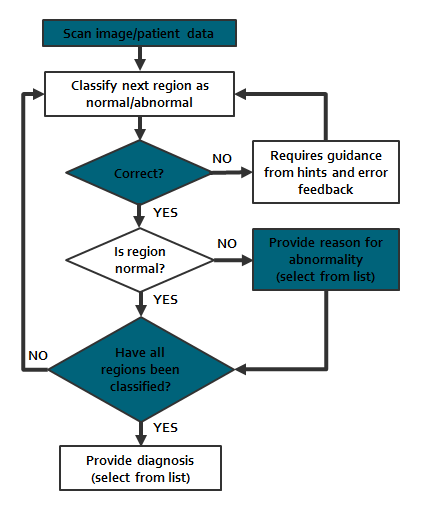 Scan image/patient data
Classify next region as
normal/abnormal
Correct?
NO
Requires guidance
from hints and error
feedback
YES
Is region
normal?
NO
Provide reason for
abnormality
(select from list)
YES
Have all
regions been
classified?
NO
YES
Provide diagnosis
(select from list)